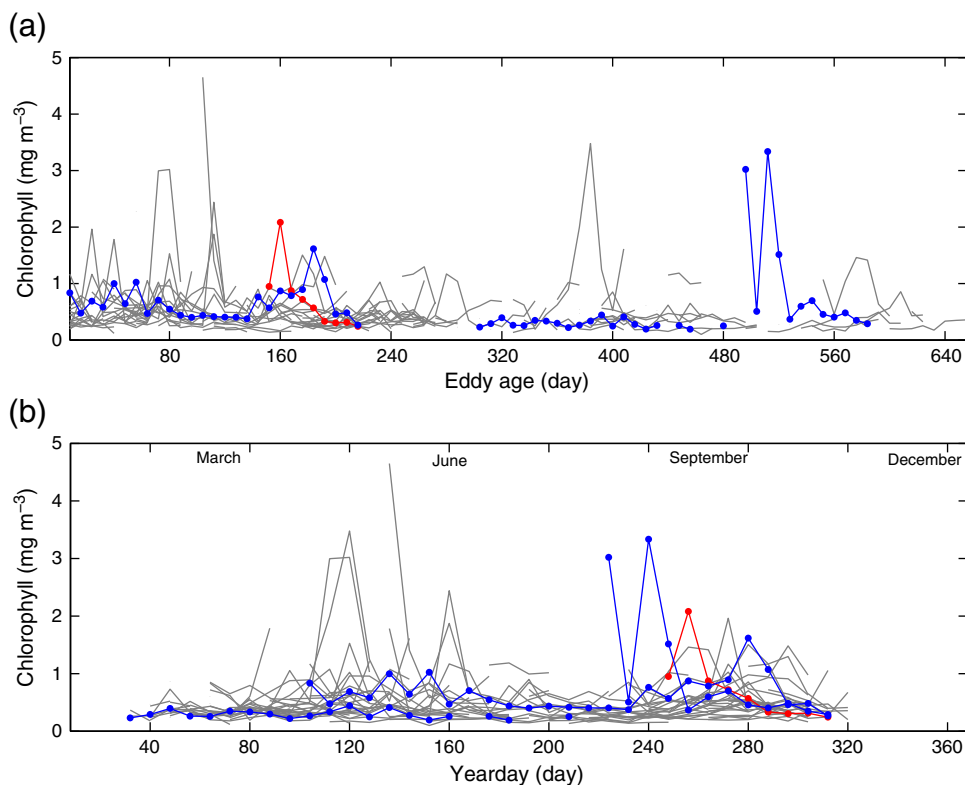 (a)
5
4
3
2
1
0
Chlorophyll (mg m⁻³)
80 160 240 320 400 480 560 640
Eddy age (day)
(b)
5
4
3
2
1
0
Chlorophyll (mg m⁻³)
March June September December
40 80 120 160 200 240 280 320 360
Yearday (day)